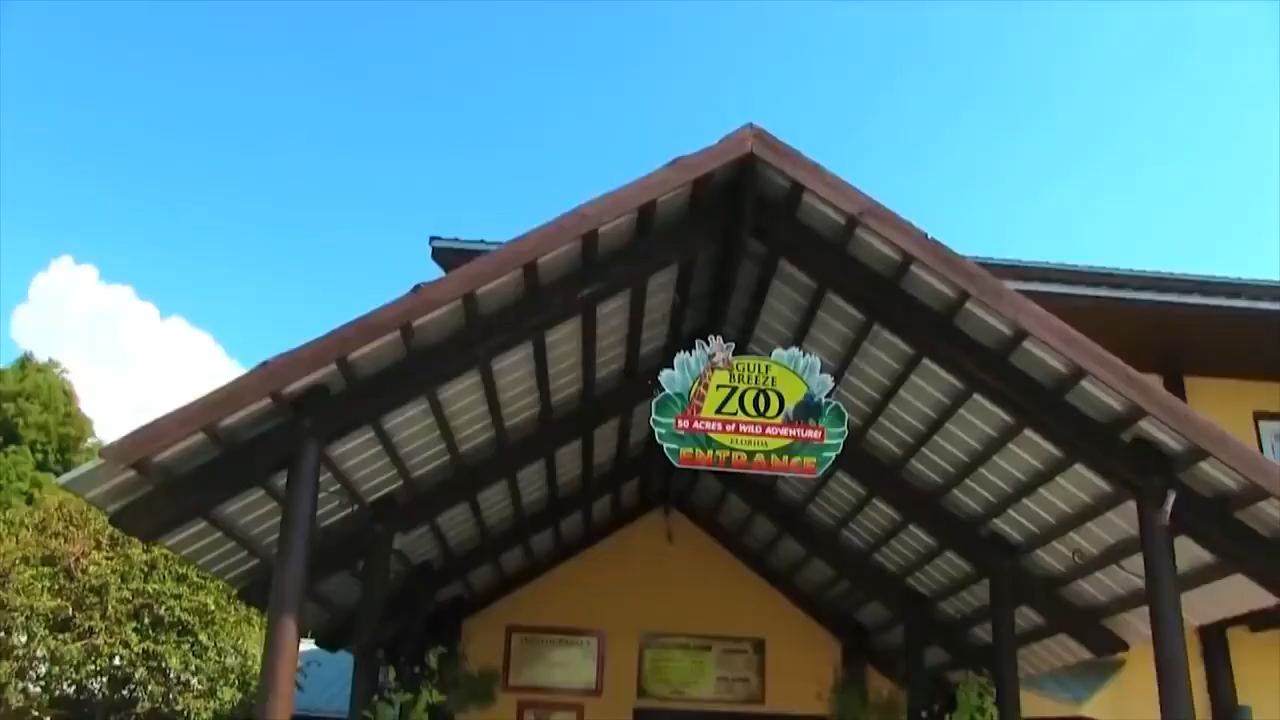 GULF
BREEZE
ZOO
50 ACRES of WILD ADVENTURE!
FLORIDA
ENTRANCE